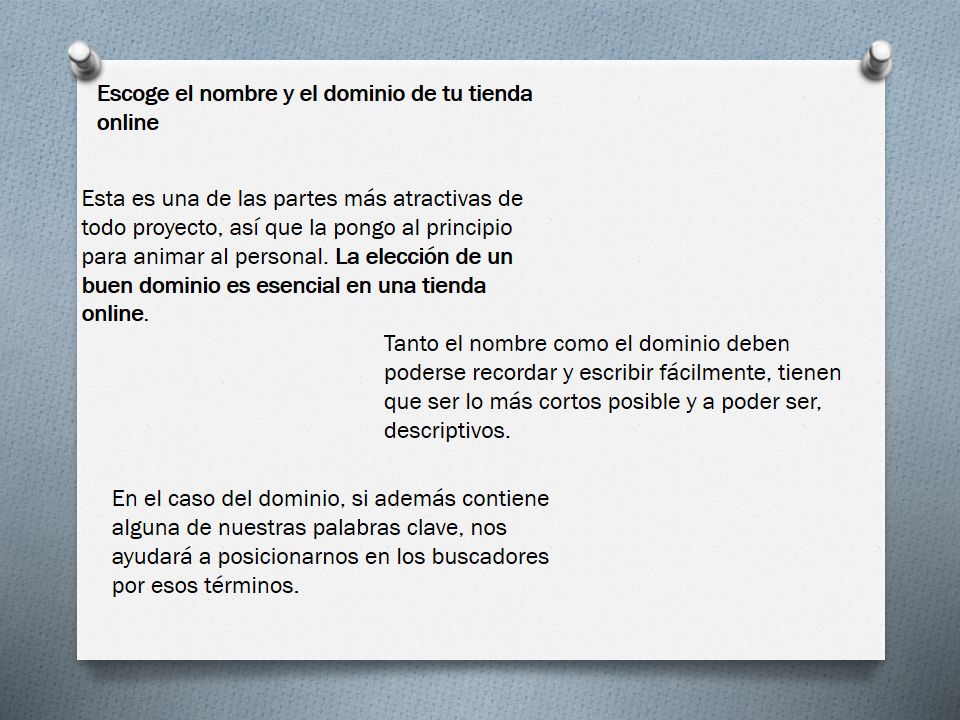 Escoge el nombre y el dominio de tu tienda
online
Esta es una de las partes más atractivas de
todo proyecto, así que la pongo al principio
para animar al personal. La elección de un
buen dominio es esencial en una tienda
online.
Tanto el nombre como el dominio deben
poderse recordar y escribir fácilmente, tienen
que ser lo más cortos posible y a poder ser,
descriptivos.
En el caso del dominio, si además contiene
alguna de nuestras palabras clave, nos
ayudará a posicionarnos en los buscadores
por esos términos.